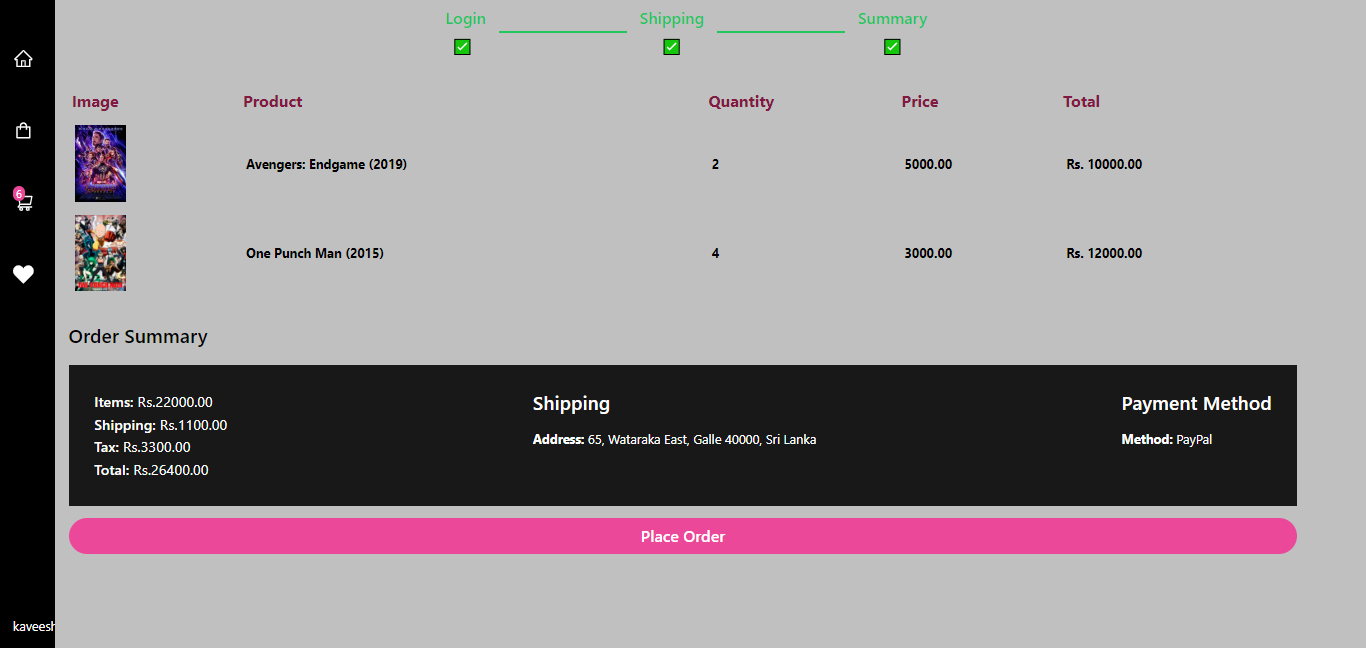 Login Shipping Summary
Image Product Quantity Price Total
Avengers: Endgame (2019) 2 5000.00 Rs. 10000.00
6
One Punch Man (2015) 4 3000.00 Rs. 12000.00
Order Summary
Items: Rs.22000.00
Shipping: Rs.1100.00
Tax: Rs.3300.00
Total: Rs.26400.00
Shipping
Address: 65, Wataraka East, Galle 40000, Sri Lanka
Payment Method
Method: PayPal
Place Order
kaveesh